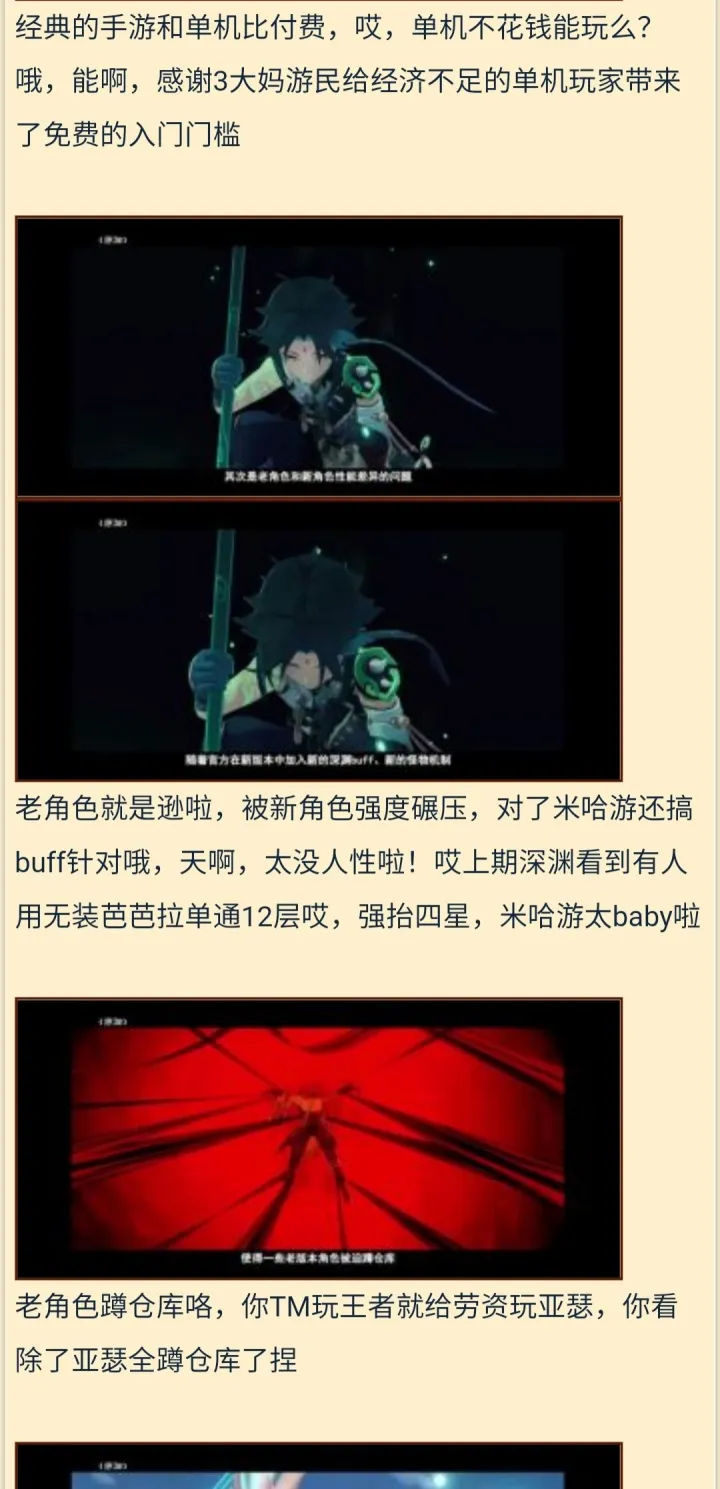 经典的手游和单机比付费，哎，单机不花钱能玩么？
哦，能啊，感谢3大妈游民给经济不足的单机玩家带来
了免费的入门门槛
其次是老角色和新角色性能差异的问题
随着官方在新版本中加入新的深渊buff、新的怪物机制
老角色就是逊啦，被新角色强度碾压，对了米哈游还搞
buff针对哦，天啊，太没人性啦！哎上期深渊看到有人
用无装芭芭拉单通12层哎，强抬四星，米哈游太baby啦
使得一些老版本角色被迫蹲仓库
老角色蹲仓库咯，你TM玩王者就给劳资玩亚瑟，你看
除了亚瑟全蹲仓库了捏